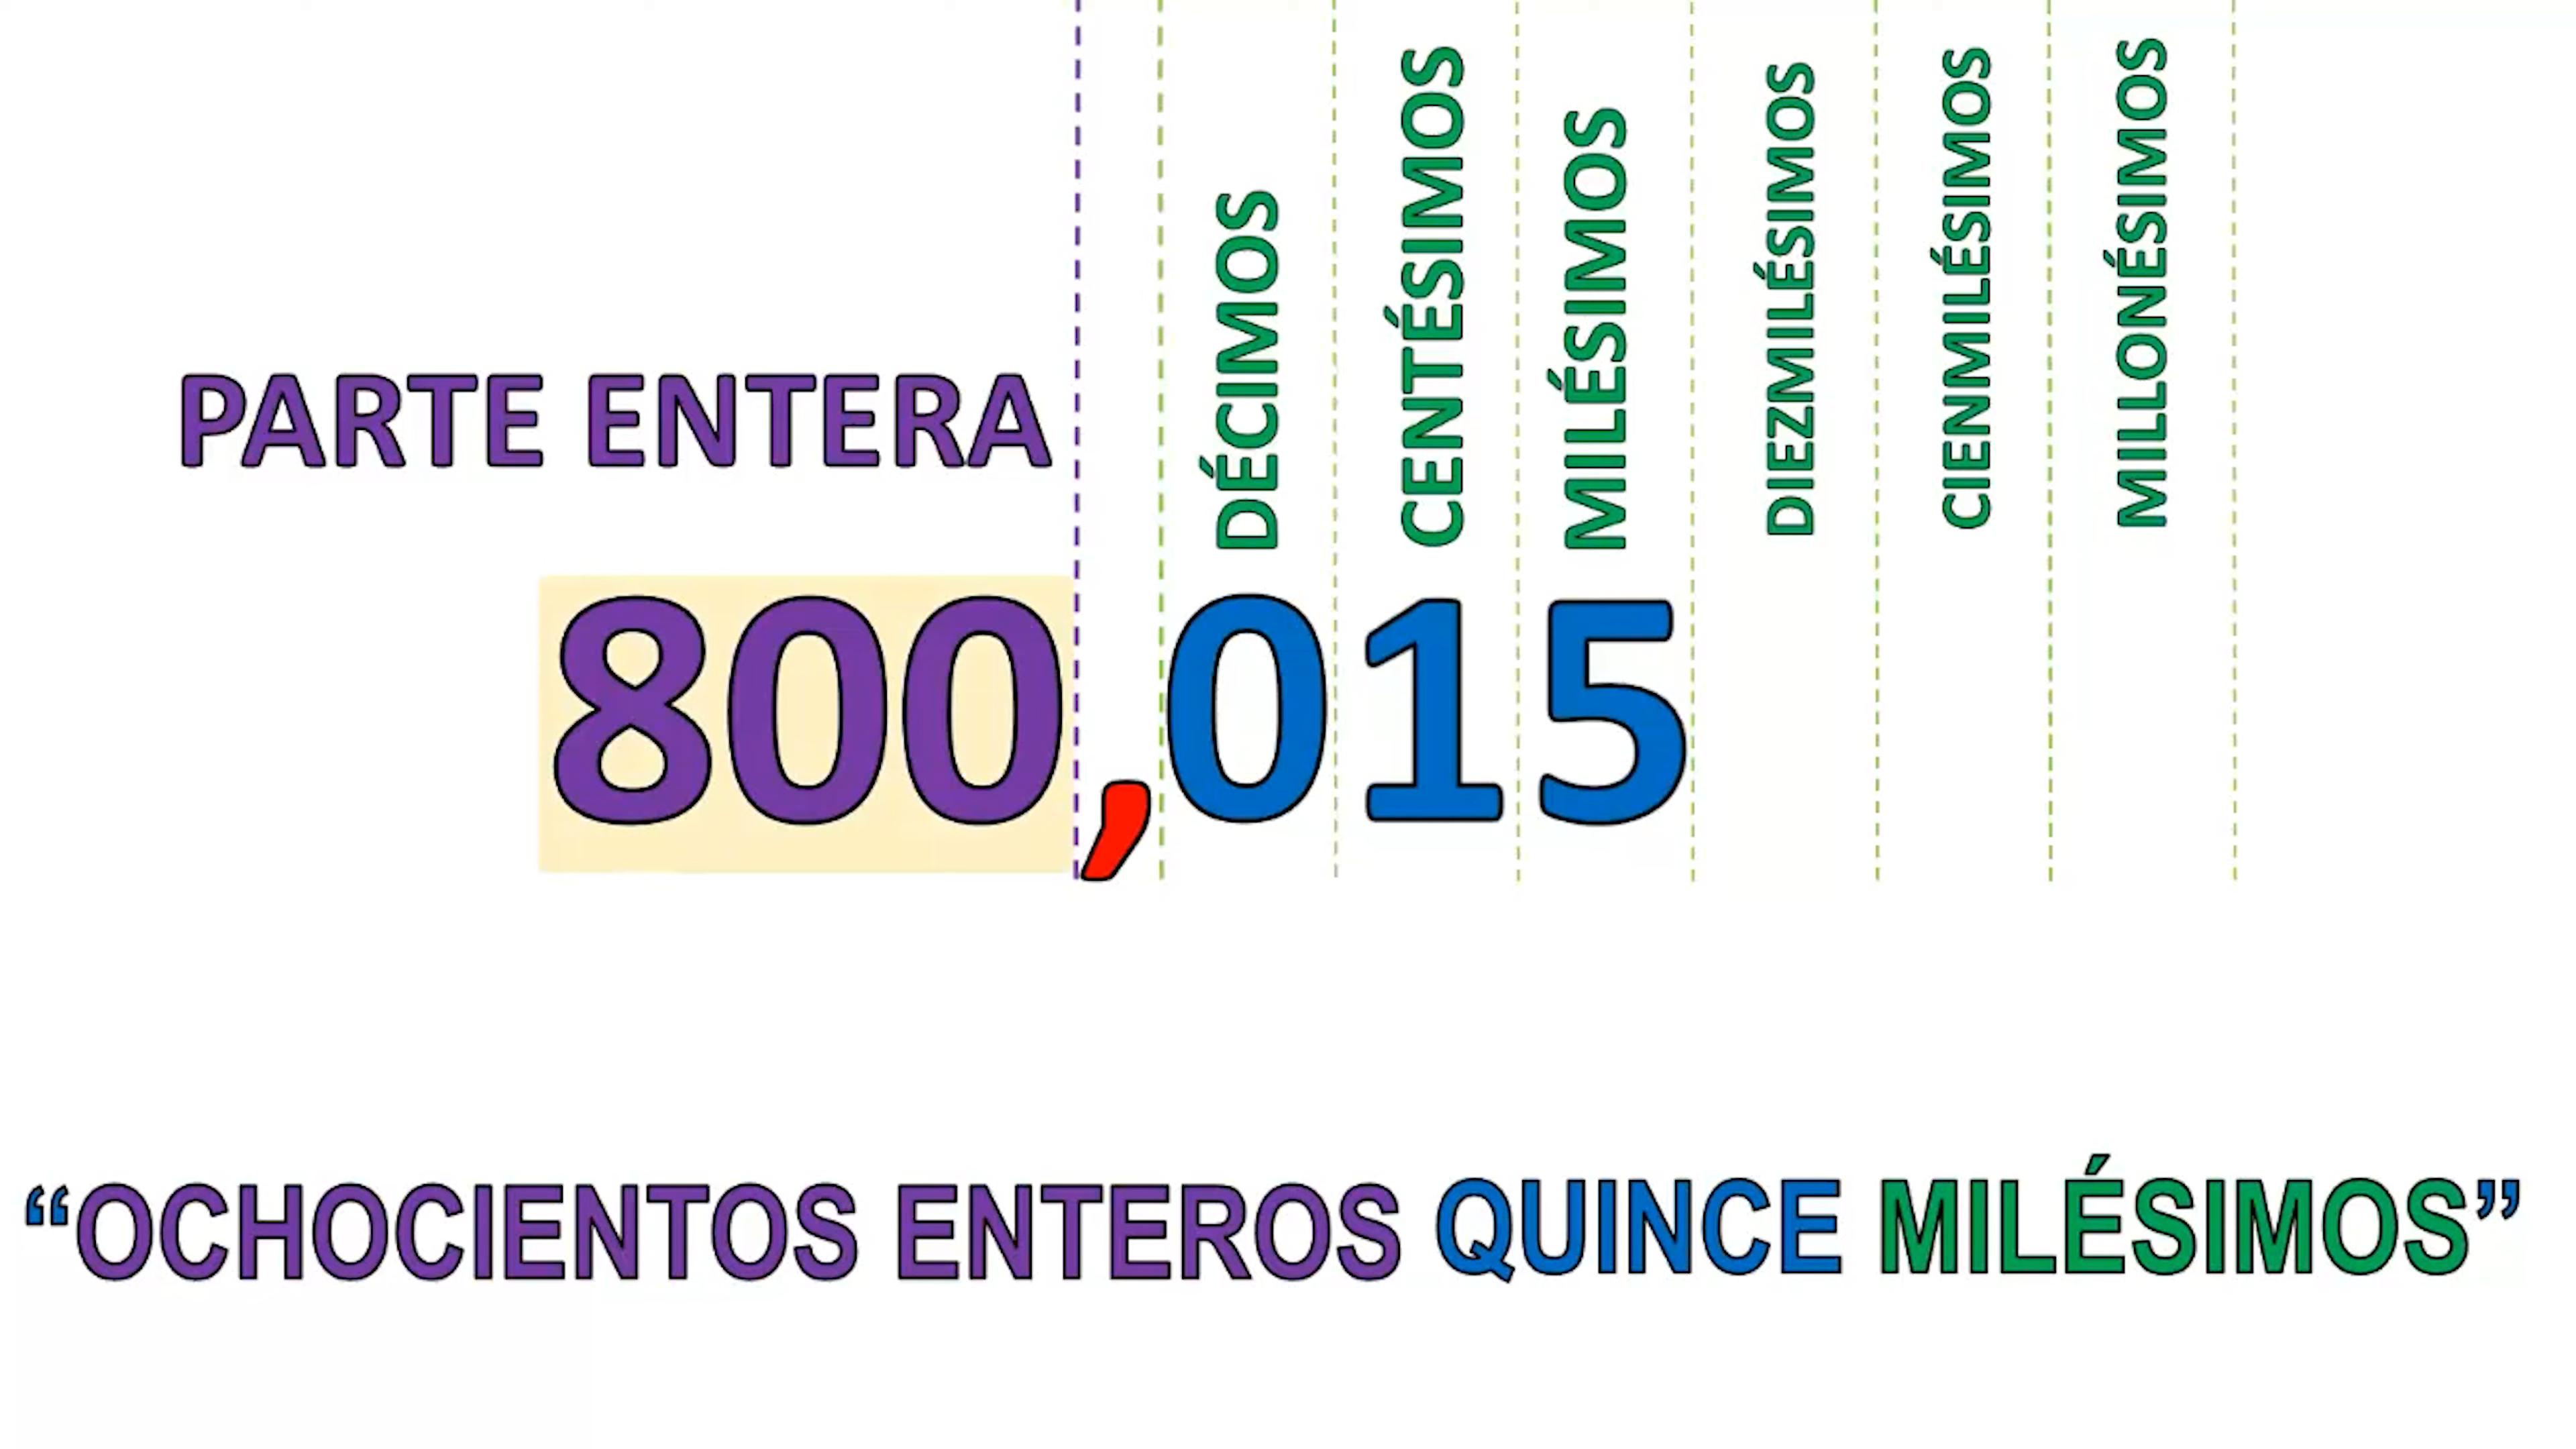 DÉCIMOS
CENTÉSIMOS
MILÉSIMOS
DIEZMILÉSIMOS
CIENMILÉSIMOS
MILLONÉSIMOS
PARTE ENTERA
800,015
“OCHOCIENTOS ENTEROS QUINCE MILÉSIMOS”